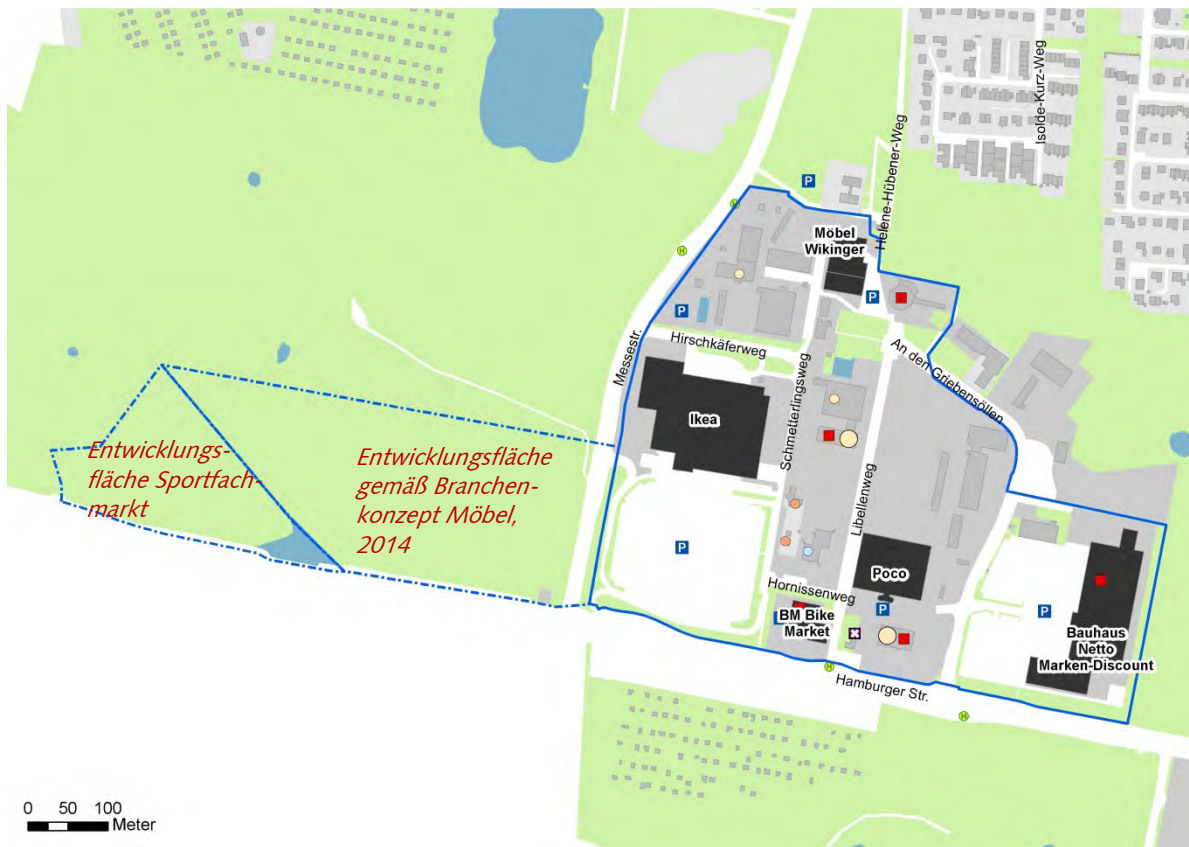 Isolde-Kurz-Weg
Helene-Hübener-Weg
P
H
Möbel
Wikinger
H
P
P
Messestr.
Hirschkäferweg
An den Griebensöllen
Schmetterlingsweg
Ikea
Libellenweg
Entwicklungs-
fläche Sportfach-
markt
Entwicklungsfläche
gemäß Branchen-
konzept Möbel,
2014
P
Poco
Hornissenweg
P
P
P
BM Bike
Market
Bauhaus
Netto
Marken-Discount
H
Hamburger Str.
H
0 50 100
Meter